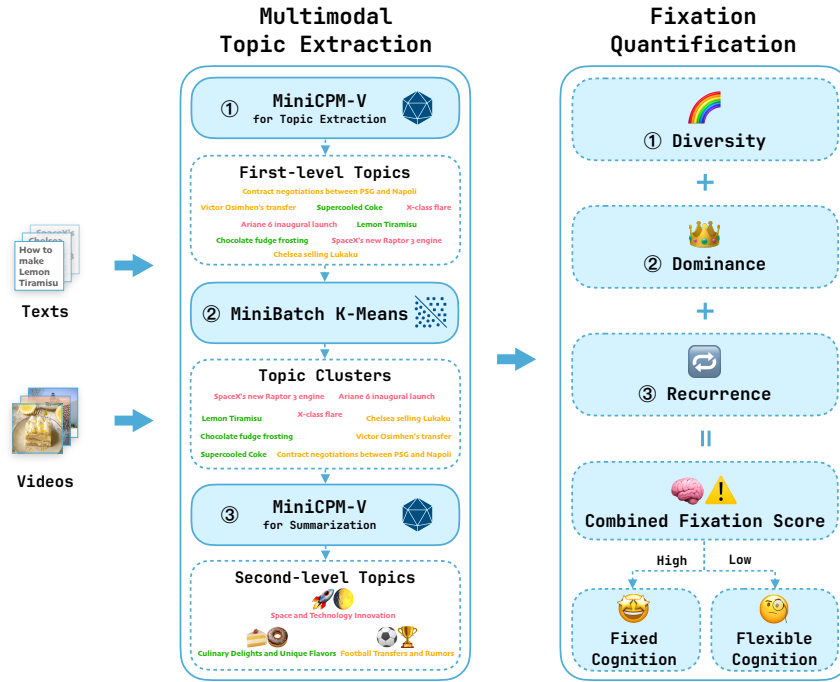 Multimodal
Topic Extraction
Fixation
Quantification
① MiniCPM-V
for Topic Extraction
First-level Topics
Contract negotiations between PSG and Napoli
Victor Osimhen's transfer Supercooled Coke X-class flare
Ariane 6 inaugural launch Lemon Tiramisu
Chocolate fudge frosting SpaceX's new Raptor 3 engine
Chelsea selling Lukaku
② MiniBatch K-Means
Topic Clusters
SpaceX's new Raptor 3 engine Ariane 6 inaugural launch
X-class flare
Lemon Tiramisu Chelsea selling Lukaku
Chocolate fudge frosting Victor Osimhen's transfer
Supercooled Coke Contract negotiations between PSG and Napoli
③ MiniCPM-V
for Summarization
Second-level Topics
Space and Technology Innovation
Culinary Delights and Unique Flavors Football Transfers and Rumors
SpaceX's
Chelsea
How to
make
Lemon
Tiramisu
Texts
Videos
① Diversity
+
② Dominance
+
③ Recurrence
=
Combined Fixation Score
High Low
Fixed
Cognition
Flexible
Cognition